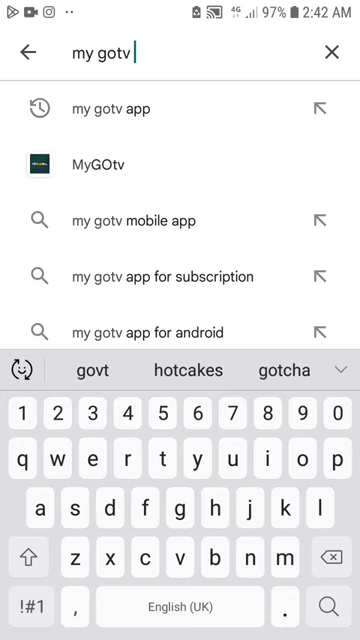 4G 97% 2:42 AM
my gotv
my gotv app
MyGOtv
my gotv mobile app
my gotv app for subscription
my gotv app for android
govt hotcakes gotcha
1 2 3 4 5 6 7 8 9 0
q w e r t y u i o p
a s d f g h j k l
z x c v b n m
!#1 , English (UK) .